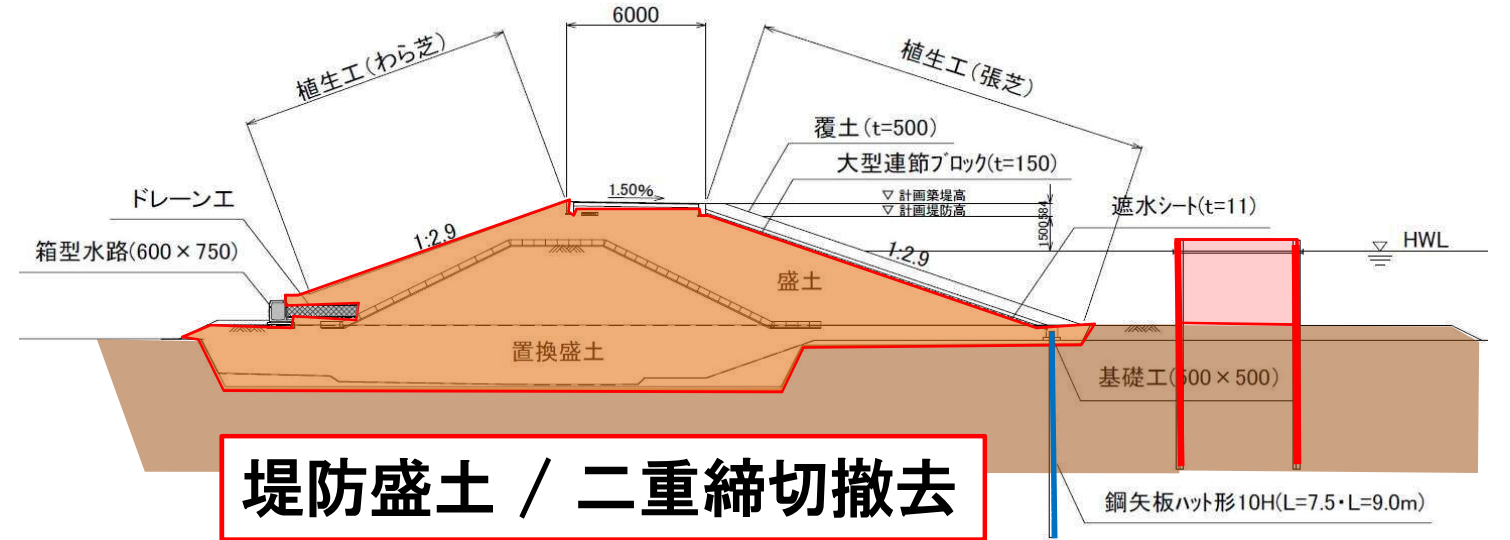 6000
植生工(わら芝)
植生工(張芝)
覆土(t=500)
大型連節ブロック(t=150)
ドレーン工
1.50%
▽ 計画築堤高
▽ 計画堤防高
584
1500
遮水シート(t=11)
箱型水路(600×750)
1:2.9
1:2.9
▽ HWL
盛土
置換盛土
基礎工(500×500)
堤防盛土 / 二重締切撤去
鋼矢板ハット形10H(L=7.5・L=9.0m)